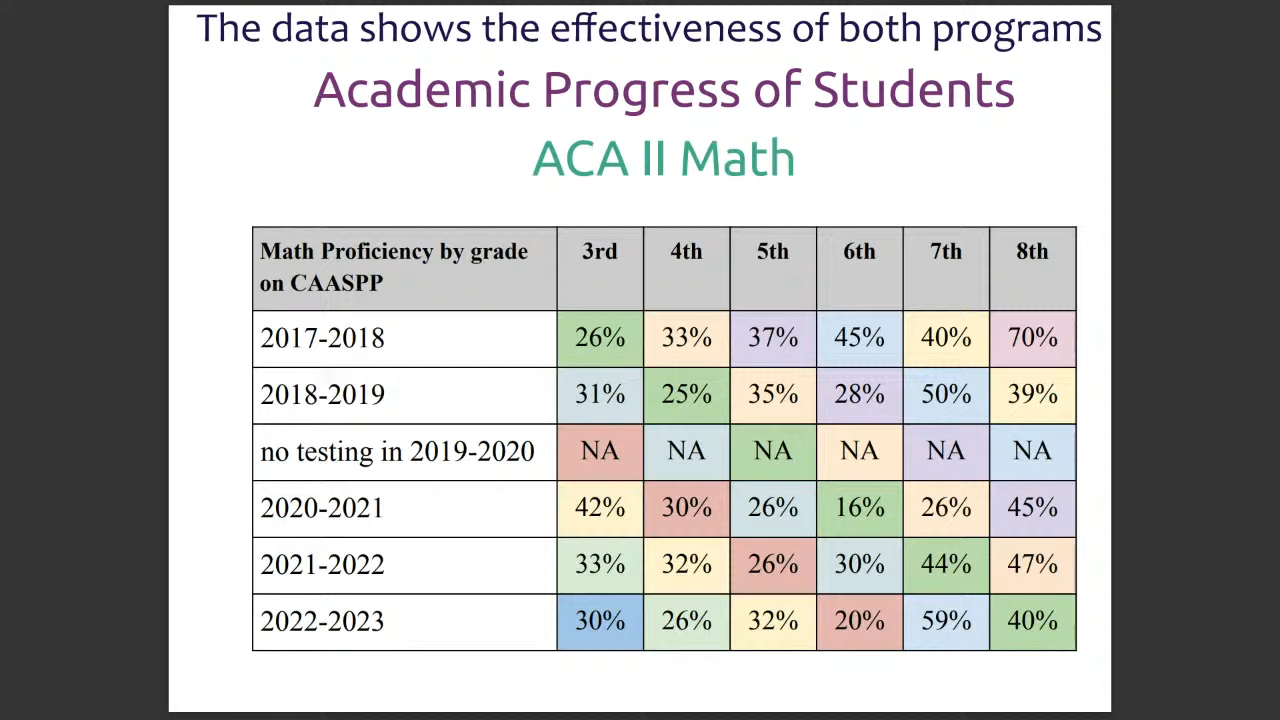 The data shows the effectiveness of both programs
Academic Progress of Students
ACA II Math
Math Proficiency by grade on CAASPP 3rd 4th 5th 6th 7th 8th
2017-2018 26% 33% 37% 45% 40% 70%
2018-2019 31% 25% 35% 28% 50% 39%
no testing in 2019-2020 NA NA NA NA NA NA
2020-2021 42% 30% 26% 16% 26% 45%
2021-2022 33% 32% 26% 30% 44% 47%
2022-2023 30% 26% 32% 20% 59% 40%